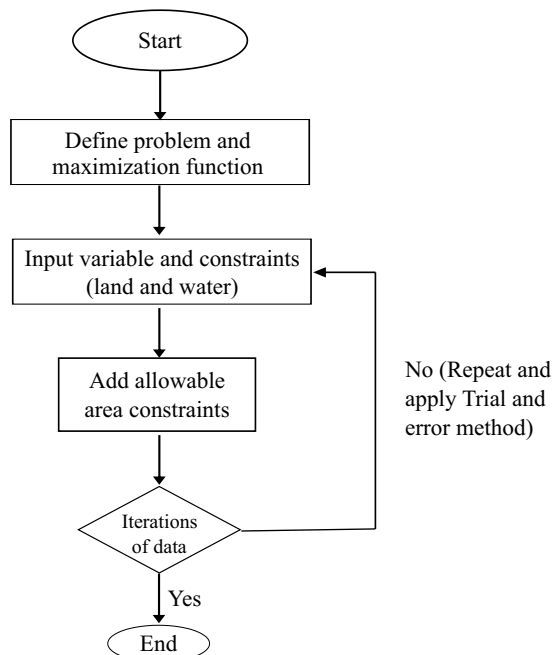 Start
Define problem and
maximization function
Input variable and constraints
(land and water)
Add allowable
area constraints
No (Repeat and
apply Trial and
error method)
Iterations
of data
Yes
End